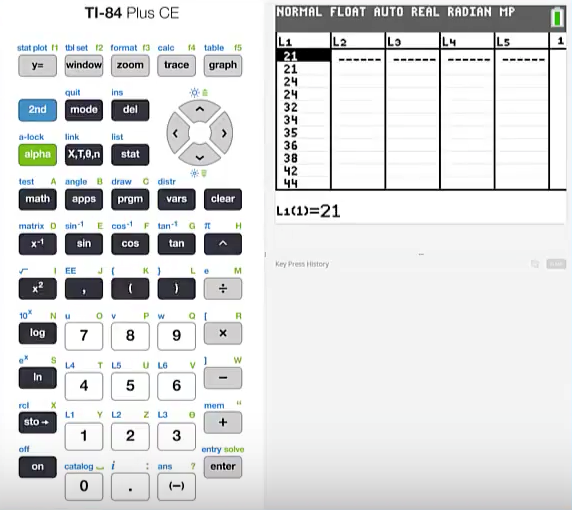 TI-84 Plus CE
stat plot f1 tbl set f2 format f3 calc f4 table f5
y= window zoom trace graph
quit ins
2nd mode del
a-lock link list
alpha X,T,θ,n stat
test A angle B draw C distr
math apps prgm vars clear
matrix D sin⁻¹ E cos⁻¹ F tan⁻¹ G π H
x⁻¹ sin cos tan ^
√ I EE J { K } L e M
x² , ( ) ÷
10ˣ N u O v P w Q [ R
log 7 8 9 ×
eˣ S L4 T L5 U L6 V ] W
ln 4 5 6 −
rcl X L1 Y L2 Z L3 θ mem "
sto→ 1 2 3 +
off catalog i : ans ? entry solve
on 0 . (−) enter
NORMAL FLOAT AUTO REAL RADIAN MP
L1 L2 L3 L4 L5 1
21 ------ ------ ------ ------
21
24
24
32
34
35
36
38
42
44
L1(1)=21
Key Press History